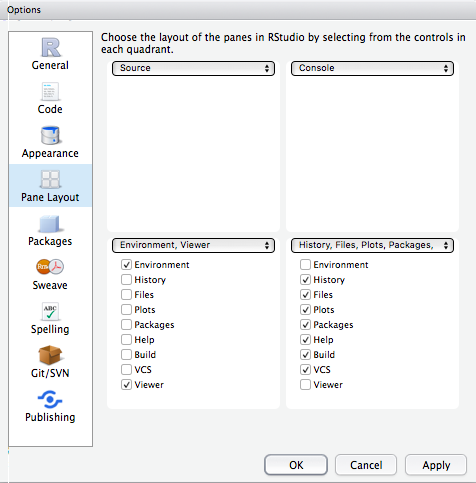 Options
Choose the layout of the panes in RStudio by selecting from the controls in
each quadrant.
R
General
Code
Appearance
Pane Layout
Packages
Rnw
Sweave
ABC
Spelling
Git/SVN
Publishing
Source
Console
Environment, Viewer
Environment
History
Files
Plots
Packages
Help
Build
VCS
Viewer
History, Files, Plots, Packages,
Environment
History
Files
Plots
Packages
Help
Build
VCS
Viewer
OK
Cancel
Apply